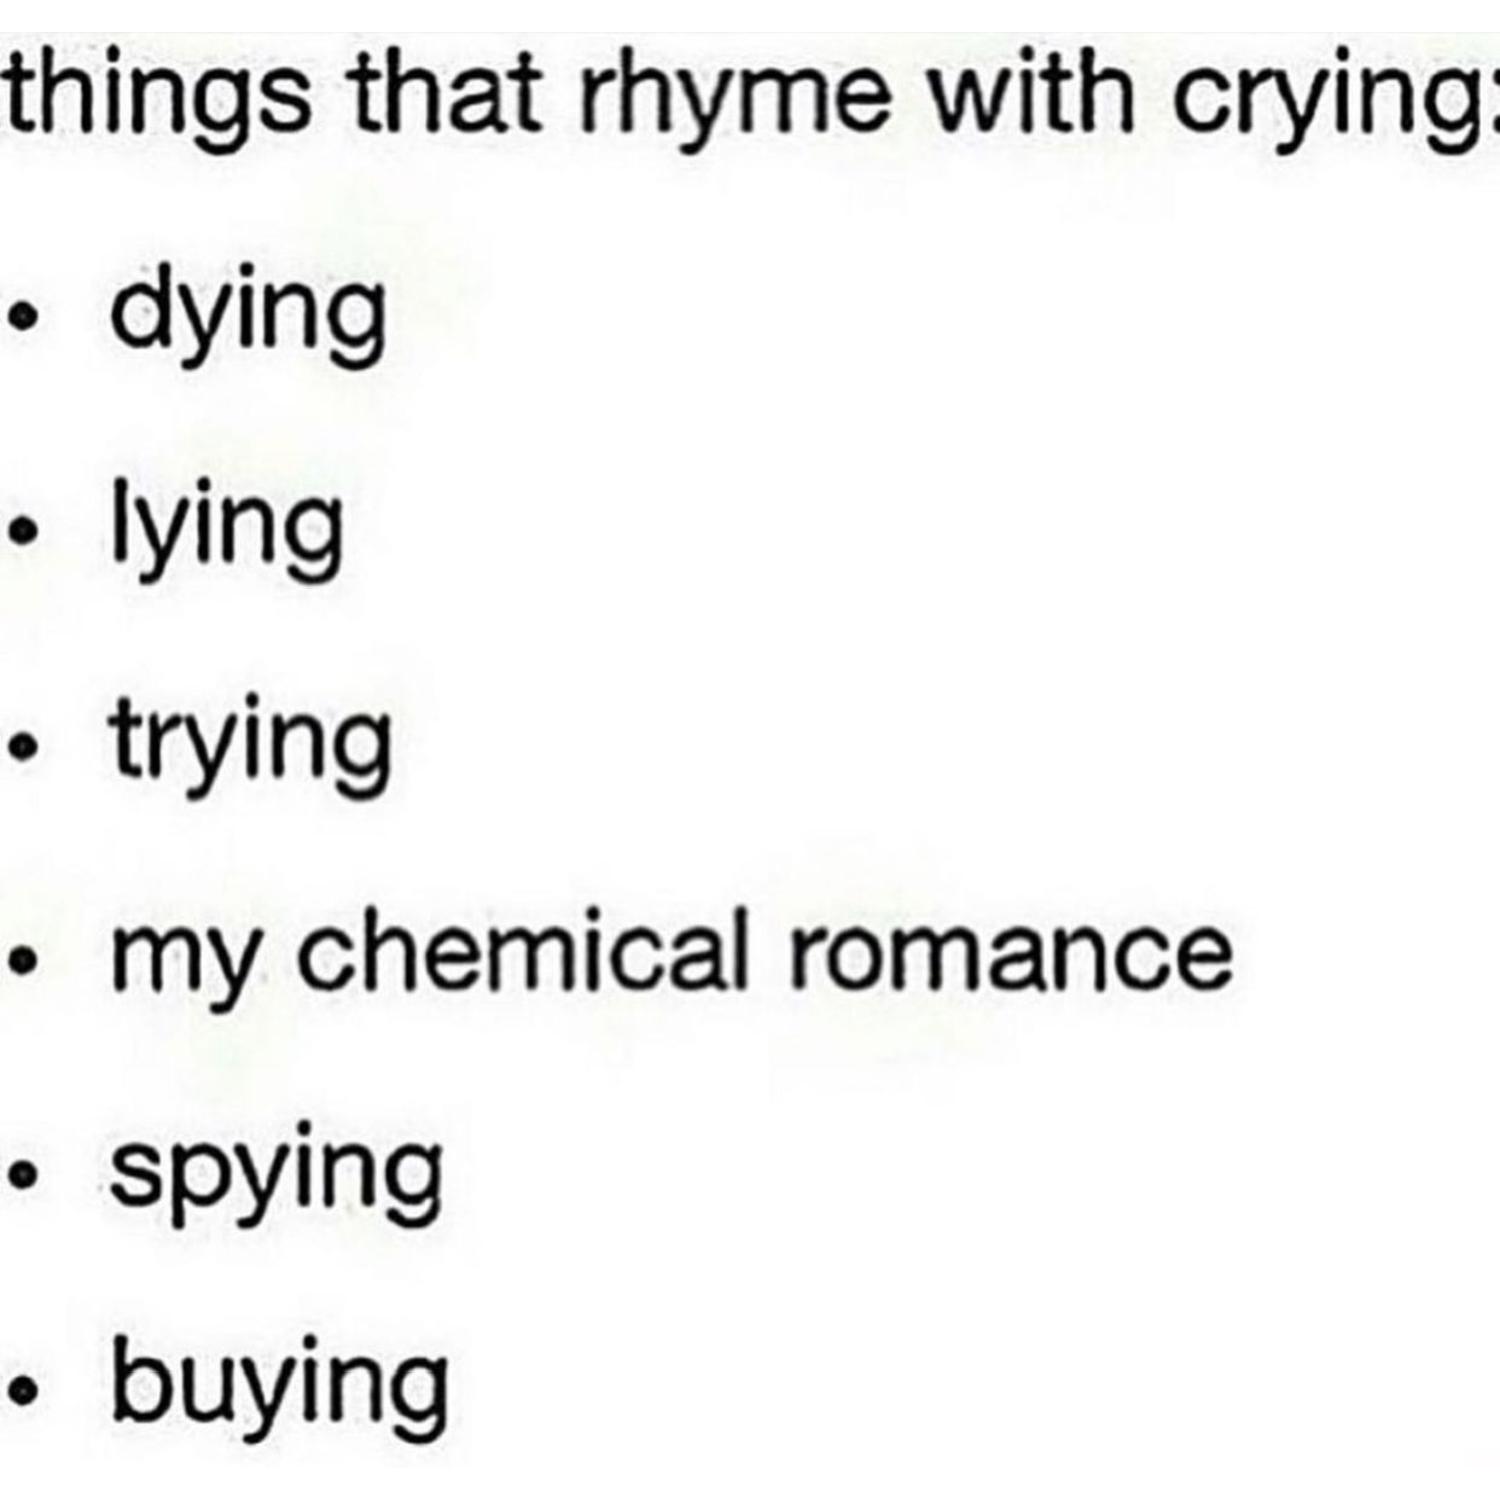 things that rhyme with crying:
• dying
• lying
• trying
• my chemical romance
• spying
• buying